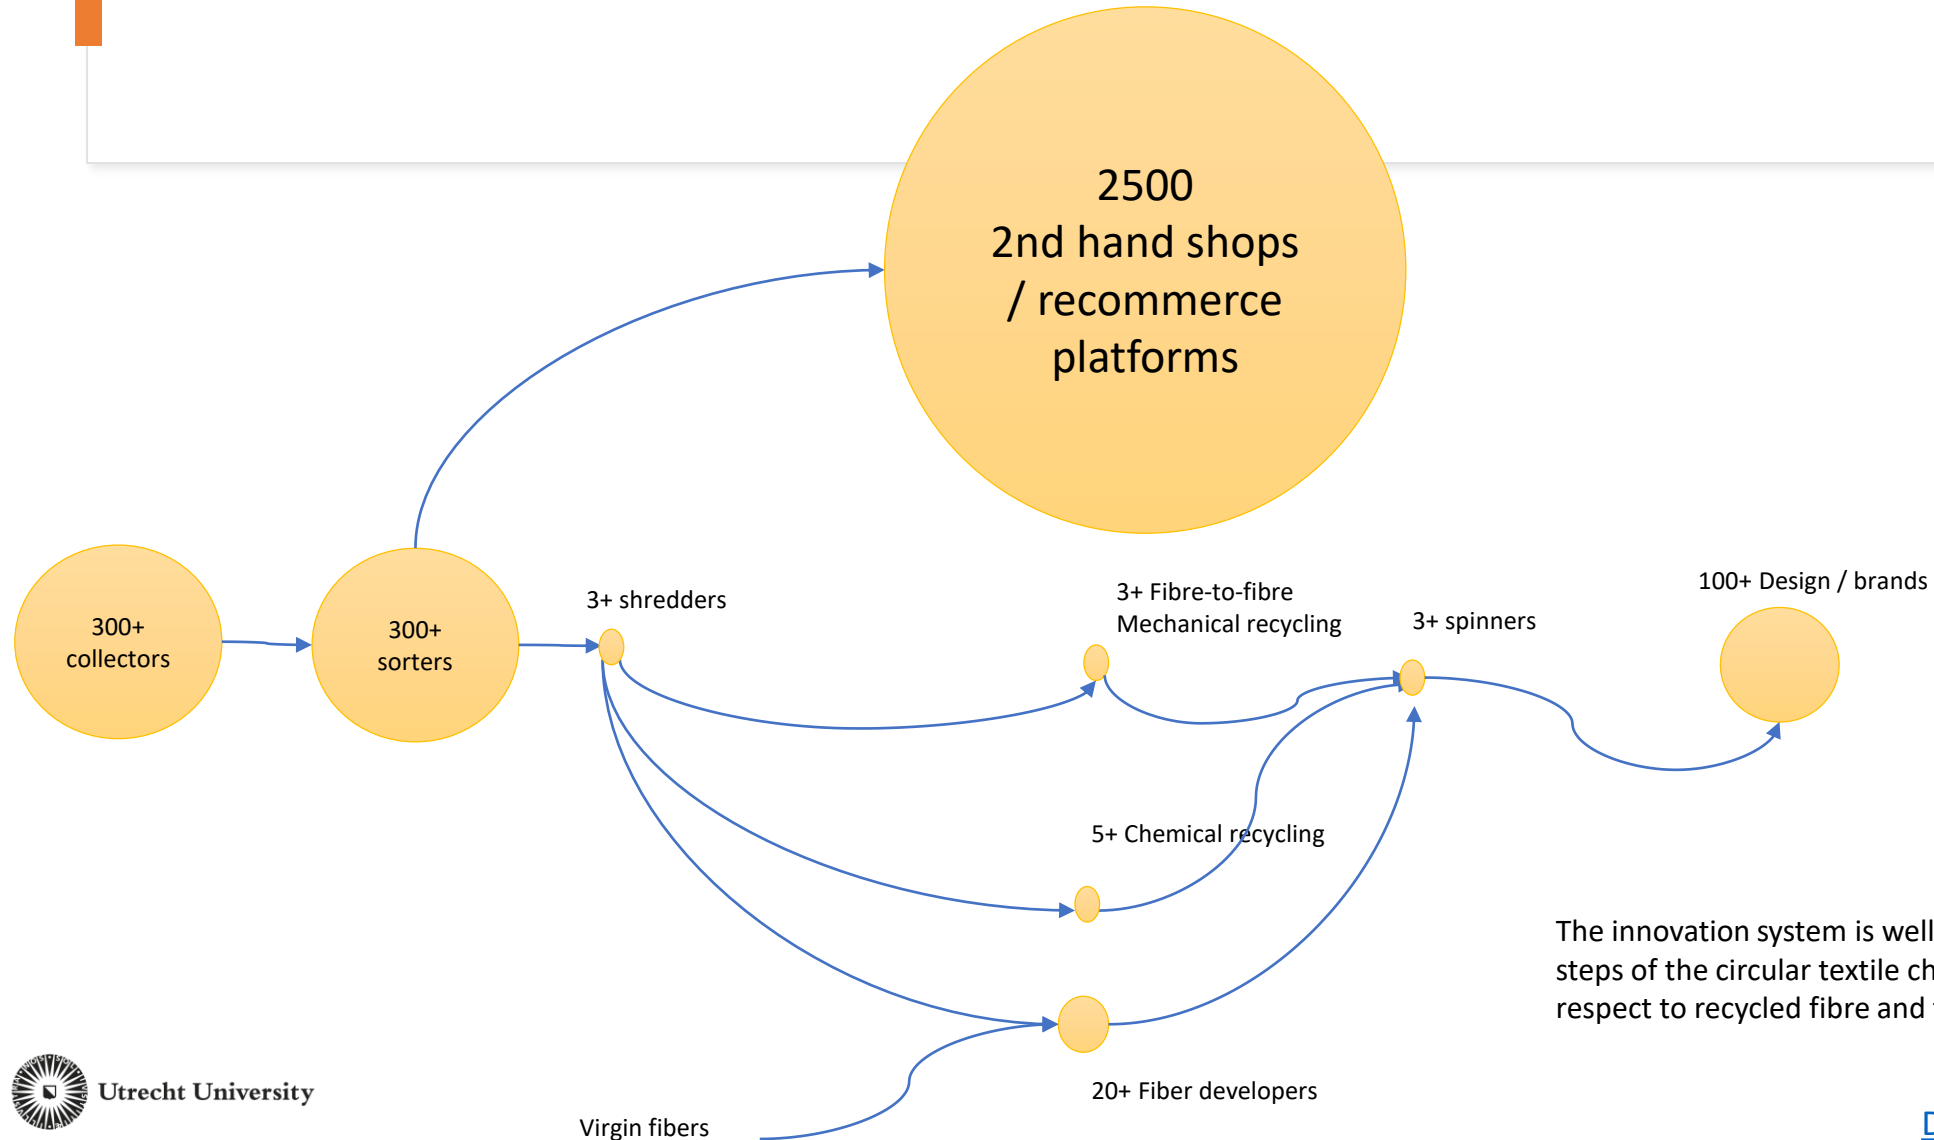 2500
2nd hand shops
/ recommerce
platforms
300+
collectors
300+
sorters
3+ shredders
3+ Fibre-to-fibre
Mechanical recycling
3+ spinners
100+ Design / brands
5+ Chemical recycling
The innovation system is well
steps of the circular textile ch
respect to recycled fibre and
20+ Fiber developers
Virgin fibers
Utrecht University
D